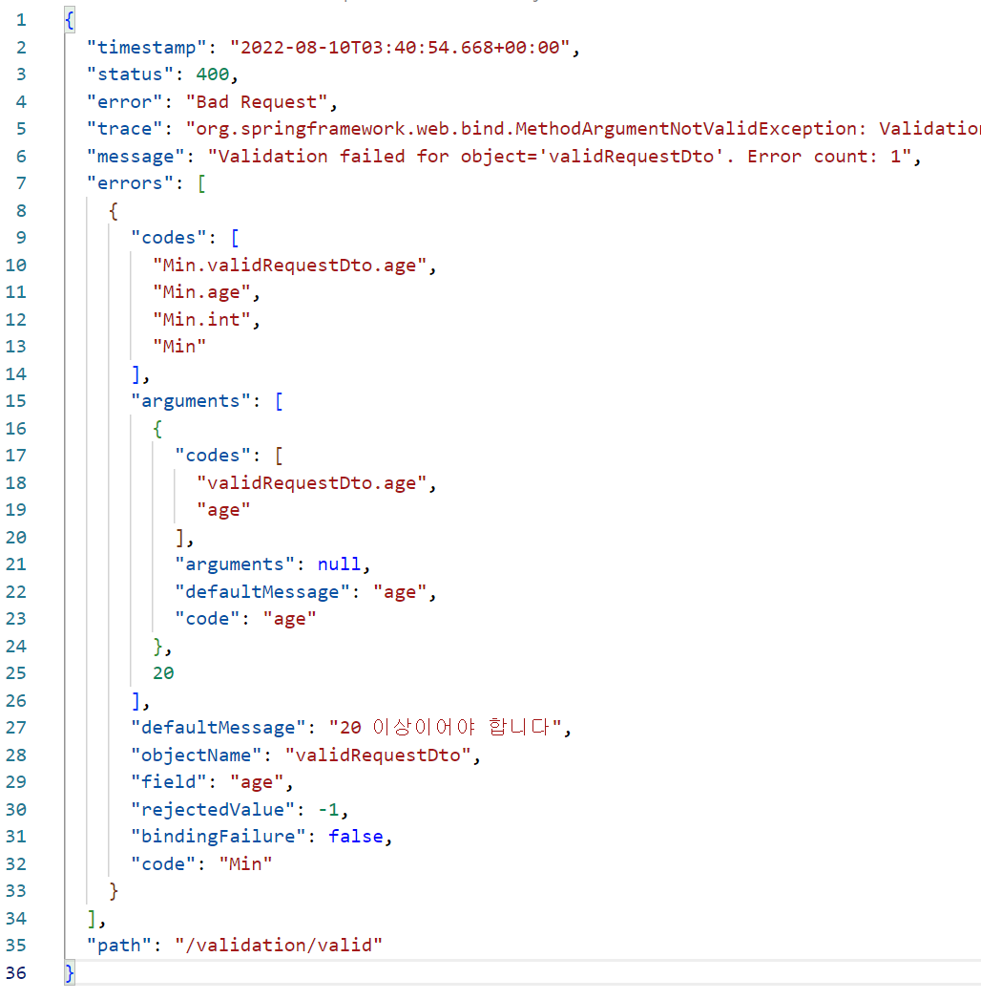 1 {
2 "timestamp": "2022-08-10T03:40:54.668+00:00",
3 "status": 400,
4 "error": "Bad Request",
5 "trace": "org.springframework.web.bind.MethodArgumentNotValidException: Validation
6 "message": "Validation failed for object='validRequestDto'. Error count: 1",
7 "errors": [
8 {
9 "codes": [
10 "Min.validRequestDto.age",
11 "Min.age",
12 "Min.int",
13 "Min"
14 ],
15 "arguments": [
16 {
17 "codes": [
18 "validRequestDto.age",
19 "age"
20 ],
21 "arguments": null,
22 "defaultMessage": "age",
23 "code": "age"
24 },
25 20
26 ],
27 "defaultMessage": "20 이상이어야 합니다",
28 "objectName": "validRequestDto",
29 "field": "age",
30 "rejectedValue": -1,
31 "bindingFailure": false,
32 "code": "Min"
33 }
34 ],
35 "path": "/validation/valid"
36 }